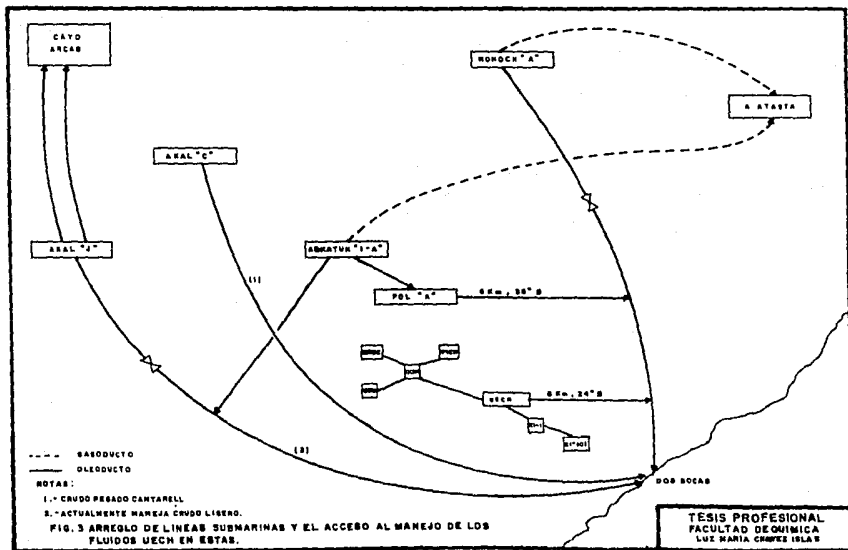 CAYO
ARCAS
NOHOCH "A"
A ATASTA
AKAL "C"
AKAL "J"
ABKATUN "I-A"
(1)
POL "A"
6 Km., 36" Ø
UECH
6 Km., 24" Ø
(2)
DOS BOCAS
GASODUCTO
OLEODUCTO
NOTAS:
1.- CRUDO PESADO CANTARELL
2.- ACTUALMENTE MANEJA CRUDO LIGERO.
FIG. 3 ARREGLO DE LINEAS SUBMARINAS Y EL ACCESO AL MANEJO DE LOS
FLUIDOS UECH EN ESTAS.
TESIS PROFESIONAL
FACULTAD DE QUIMICA
LUZ MARIA CHAVEZ ISLAS